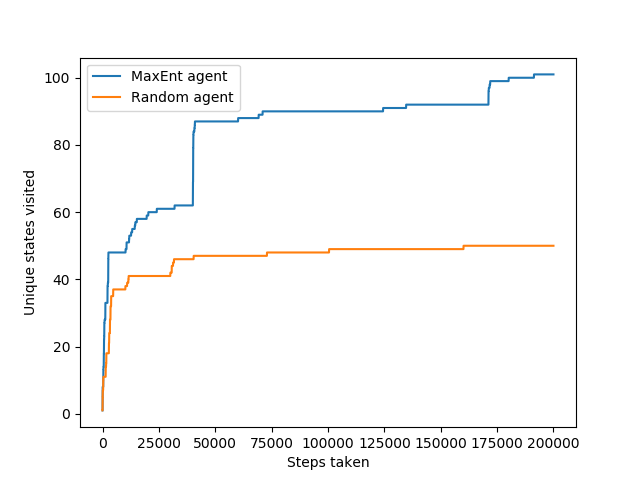 MaxEnt agent
Random agent
Unique states visited
100
80
60
40
20
0
0 25000 50000 75000 100000 125000 150000 175000 200000
Steps taken